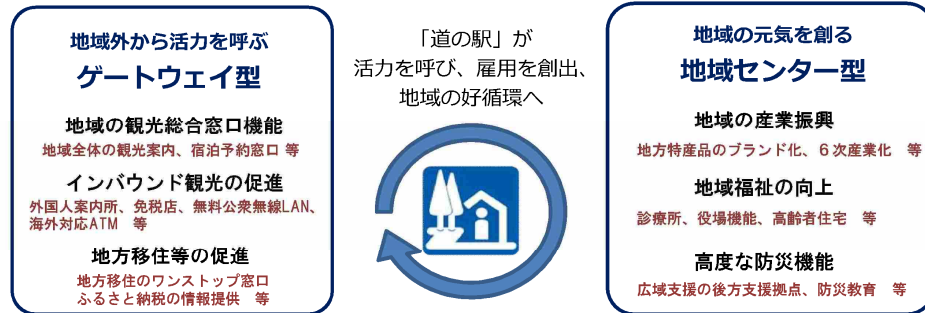 地域外から活力を呼ぶ
ゲートウェイ型
地域の観光総合窓口機能
地域全体の観光案内、宿泊予約窓口 等
インバウンド観光の促進
外国人案内所、免税店、無料公衆無線LAN、
海外対応ATM 等
地方移住等の促進
地方移住のワンストップ窓口
ふるさと納税の情報提供 等
「道の駅」が
活力を呼び、雇用を創出、
地域の好循環へ
地域の元気を創る
地域センター型
地域の産業振興
地方特産品のブランド化、６次産業化 等
地域福祉の向上
診療所、役場機能、高齢者住宅 等
高度な防災機能
広域支援の後方支援拠点、防災教育 等